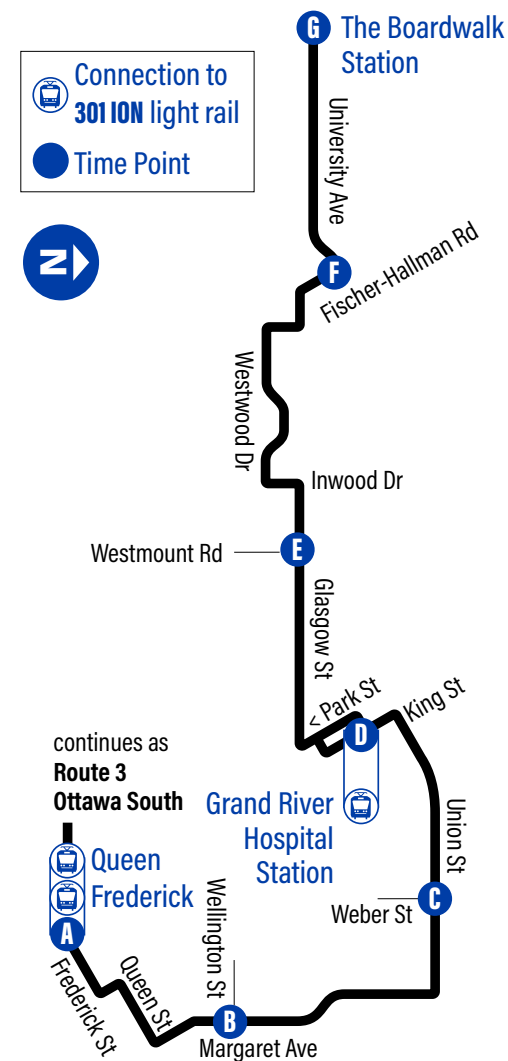 G
The Boardwalk
Station
Connection to
301 ION light rail
Time Point
N
University Ave
F
Fischer-Hallman Rd
Westwood Dr
Inwood Dr
E
Westmount Rd
Glasgow St
< Park St
King St
D
continues as
Route 3
Ottawa South
Grand River
Hospital
Station
Union St
Queen
Frederick
A
Wellington St
C
Weber St
Frederick St
Queen St
B
Margaret Ave